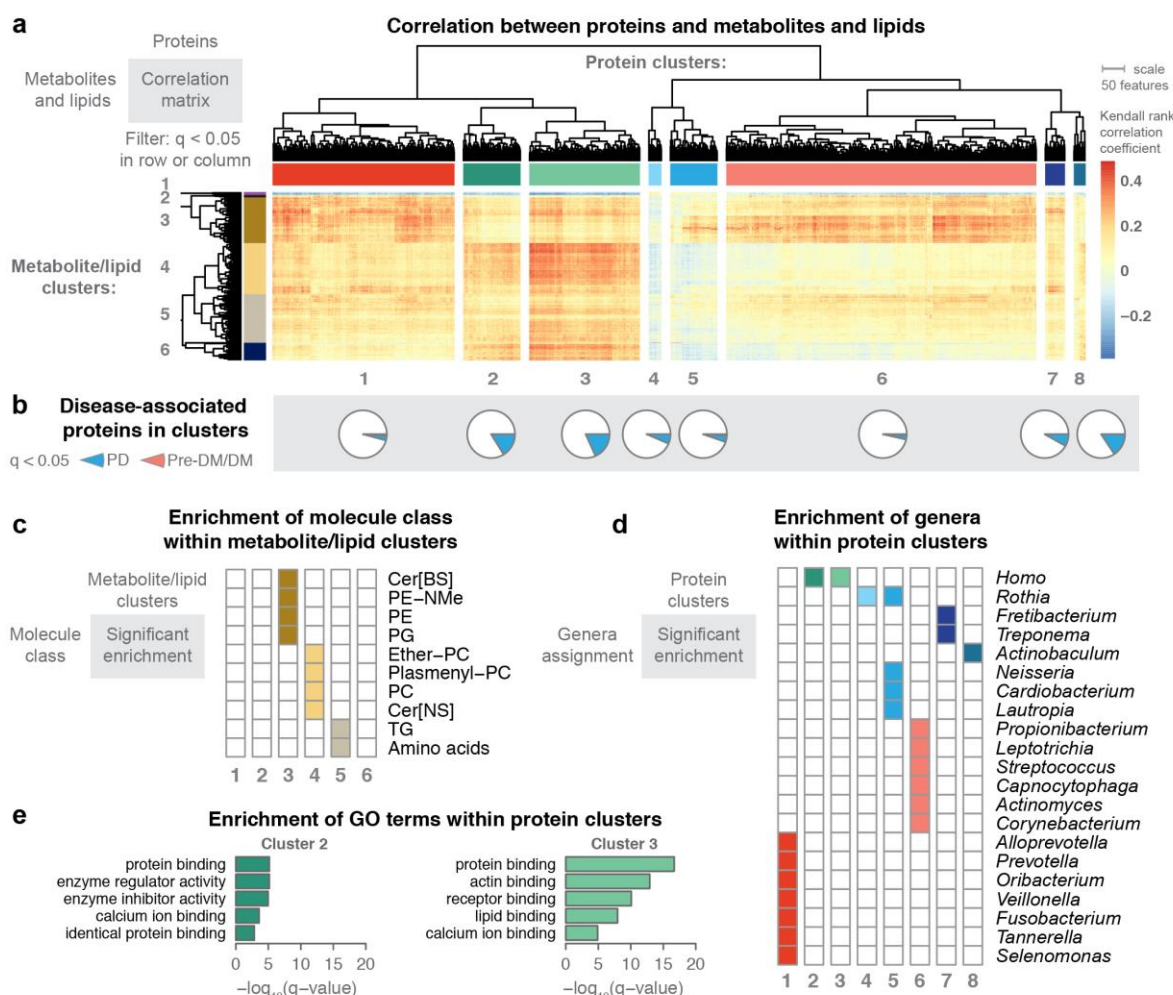 a
Correlation between proteins and metabolites and lipids
Proteins
Metabolites and lipids
Correlation matrix
Filter: q < 0.05
in row or column
Protein clusters:
scale
50 features
Kendall rank
correlation
coefficient
0.4
0.2
0
−0.2
1
2
3
4
5
6
Metabolite/lipid
clusters:
1 2 3 4 5 6 7 8
b
Disease-associated
proteins in clusters
q < 0.05 PD Pre-DM/DM
c
Enrichment of molecule class
within metabolite/lipid clusters
Metabolite/lipid
clusters
Molecule
class
Significant
enrichment
Cer[BS]
PE−NMe
PE
PG
Ether−PC
Plasmenyl−PC
PC
Cer[NS]
TG
Amino acids
1 2 3 4 5 6
d
Enrichment of genera
within protein clusters
Protein
clusters
Genera
assignment
Significant
enrichment
Homo
Rothia
Fretibacterium
Treponema
Actinobaculum
Neisseria
Cardiobacterium
Lautropia
Propionibacterium
Leptotrichia
Streptococcus
Capnocytophaga
Actinomyces
Corynebacterium
Alloprevotella
Prevotella
Oribacterium
Veillonella
Fusobacterium
Tannerella
Selenomonas
1 2 3 4 5 6 7 8
e
Enrichment of GO terms within protein clusters
Cluster 2
protein binding
enzyme regulator activity
enzyme inhibitor activity
calcium ion binding
identical protein binding
0 5 10 15 20
−log₁₀(q−value)
Cluster 3
protein binding
actin binding
receptor binding
lipid binding
calcium ion binding
0 5 10 15 20
−log₁₀(q−value)